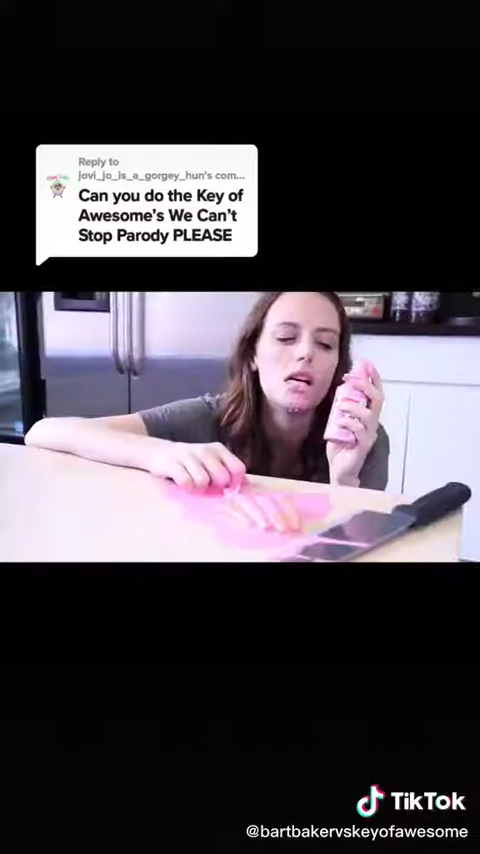 Reply to
jovi_jo_is_a_gorgey_hun's com...
Can you do the Key of
Awesome's We Can't
Stop Parody PLEASE
TikTok
@bartbakervskeyofawesome